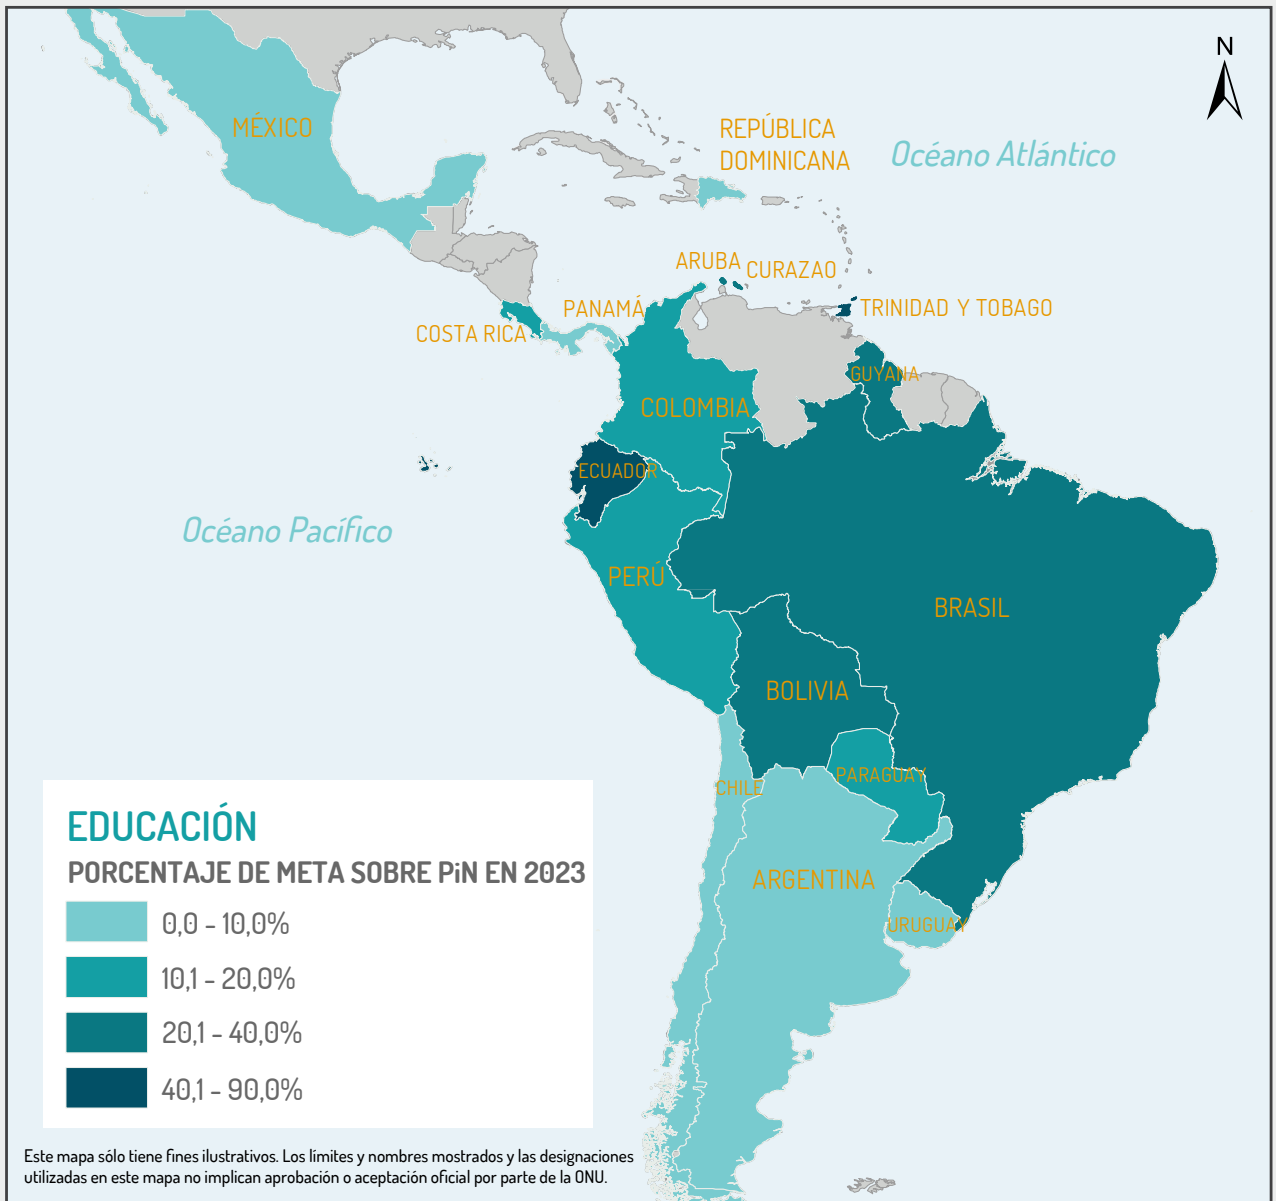 N
MÉXICO
REPÚBLICA
DOMINICANA
Océano Atlántico
ARUBA
CURAZAO
PANAMÁ
TRINIDAD Y TOBAGO
COSTA RICA
GUYANA
COLOMBIA
ECUADOR
Océano Pacífico
PERÚ
BRASIL
BOLIVIA
PARAGUAY
CHILE
ARGENTINA
URUGUAY
EDUCACIÓN
PORCENTAJE DE META SOBRE PiN EN 2023
0,0 - 10,0%
10,1 - 20,0%
20,1 - 40,0%
40,1 - 90,0%
Este mapa sólo tiene fines ilustrativos. Los límites y nombres mostrados y las designaciones
utilizadas en este mapa no implican aprobación o aceptación oficial por parte de la ONU.